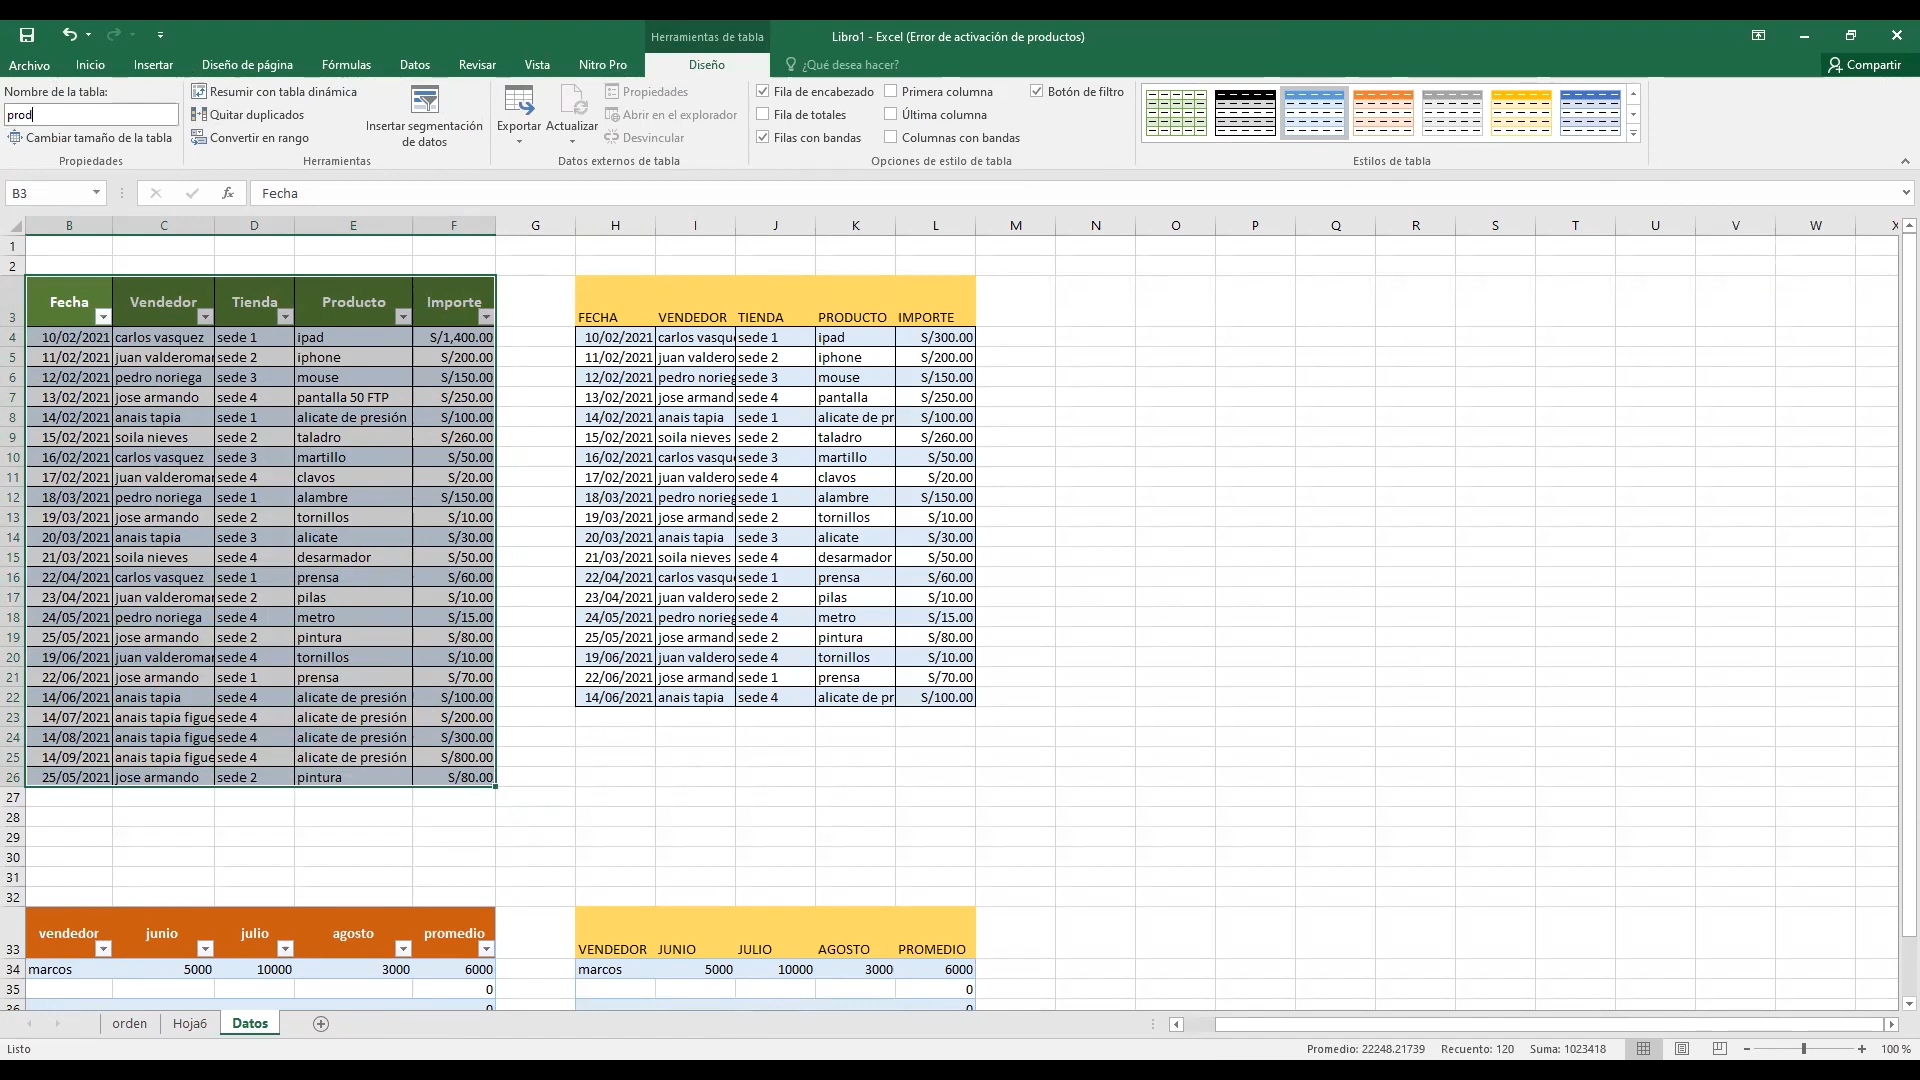 Herramientas de tabla
Libro1 - Excel (Error de activación de productos)
Archivo Inicio Insertar Diseño de página Fórmulas Datos Revisar Vista Nitro Pro Diseño ¿Qué desea hacer? Compartir
Nombre de la tabla: Resumir con tabla dinámica Propiedades Fila de encabezado Primera columna Botón de filtro
prod Quitar duplicados Abrir en el explorador Fila de totales Última columna
Insertar segmentación de datos Exportar Actualizar
Cambiar tamaño de la tabla Convertir en rango Desvincular Filas con bandas Columnas con bandas
Propiedades Herramientas Datos externos de tabla Opciones de estilo de tabla Estilos de tabla
B3 fx Fecha
B C D E F G H I J K L M N O P Q R S T U V W X
1
2
Fecha Vendedor Tienda Producto Importe
3 FECHA VENDEDOR TIENDA PRODUCTO IMPORTE
4 10/02/2021 carlos vasquez sede 1 ipad S/1,400.00 10/02/2021 carlos vasqu sede 1 ipad S/300.00
5 11/02/2021 juan valderomar sede 2 iphone S/200.00 11/02/2021 juan valdero sede 2 iphone S/200.00
6 12/02/2021 pedro noriega sede 3 mouse S/150.00 12/02/2021 pedro norieg sede 3 mouse S/150.00
7 13/02/2021 jose armando sede 4 pantalla 50 FTP S/250.00 13/02/2021 jose armand sede 4 pantalla S/250.00
8 14/02/2021 anais tapia sede 1 alicate de presión S/100.00 14/02/2021 anais tapia sede 1 alicate de pr S/100.00
9 15/02/2021 soila nieves sede 2 taladro S/260.00 15/02/2021 soila nieves sede 2 taladro S/260.00
10 16/02/2021 carlos vasquez sede 3 martillo S/50.00 16/02/2021 carlos vasqu sede 3 martillo S/50.00
11 17/02/2021 juan valderomar sede 4 clavos S/20.00 17/02/2021 juan valdero sede 4 clavos S/20.00
12 18/03/2021 pedro noriega sede 1 alambre S/150.00 18/03/2021 pedro norieg sede 1 alambre S/150.00
13 19/03/2021 jose armando sede 2 tornillos S/10.00 19/03/2021 jose armand sede 2 tornillos S/10.00
14 20/03/2021 anais tapia sede 3 alicate S/30.00 20/03/2021 anais tapia sede 3 alicate S/30.00
15 21/03/2021 soila nieves sede 4 desarmador S/50.00 21/03/2021 soila nieves sede 4 desarmador S/50.00
16 22/04/2021 carlos vasquez sede 1 prensa S/60.00 22/04/2021 carlos vasqu sede 1 prensa S/60.00
17 23/04/2021 juan valderomar sede 2 pilas S/10.00 23/04/2021 juan valdero sede 2 pilas S/10.00
18 24/05/2021 pedro noriega sede 4 metro S/15.00 24/05/2021 pedro norieg sede 4 metro S/15.00
19 25/05/2021 jose armando sede 2 pintura S/80.00 25/05/2021 jose armand sede 2 pintura S/80.00
20 19/06/2021 juan valderomar sede 4 tornillos S/10.00 19/06/2021 juan valdero sede 4 tornillos S/10.00
21 22/06/2021 jose armando sede 1 prensa S/70.00 22/06/2021 jose armand sede 1 prensa S/70.00
22 14/06/2021 anais tapia sede 4 alicate de presión S/100.00 14/06/2021 anais tapia sede 4 alicate de pr S/100.00
23 14/07/2021 anais tapia figue sede 4 alicate de presión S/200.00
24 14/08/2021 anais tapia figue sede 4 alicate de presión S/300.00
25 14/09/2021 anais tapia figue sede 4 alicate de presión S/800.00
26 25/05/2021 jose armando sede 2 pintura S/80.00
27
28
29
30
31
32
vendedor junio julio agosto promedio
33 VENDEDOR JUNIO JULIO AGOSTO PROMEDIO
34 marcos 5000 10000 3000 6000 marcos 5000 10000 3000 6000
35 0 0
36 0 0
orden Hoja6 Datos
Listo Promedio: 22248.21739 Recuento: 120 Suma: 1023418 100 %